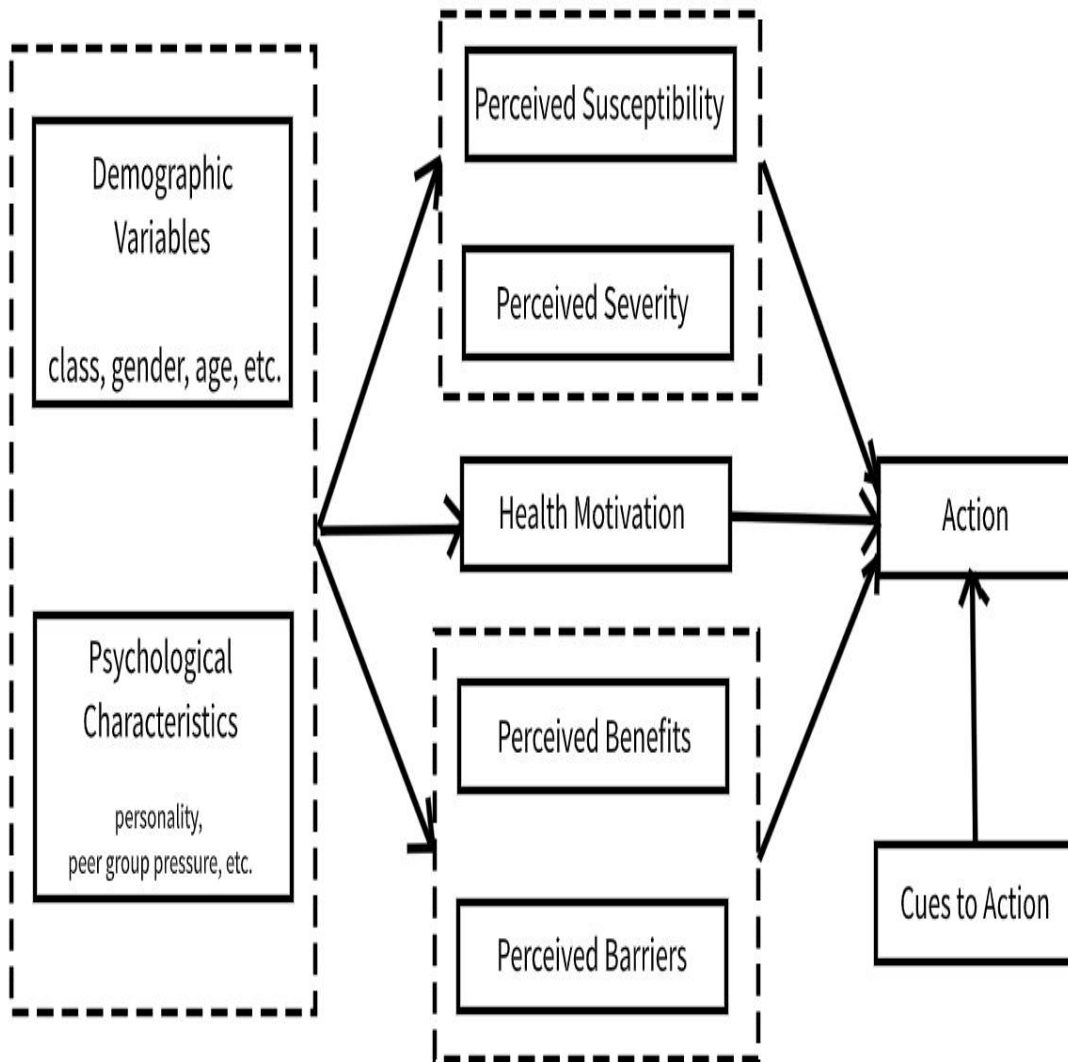 Demographic
Variables
class, gender, age, etc.
Psychological
Characteristics
personality,
peer group pressure, etc.
Perceived Susceptibility
Perceived Severity
Health Motivation
Perceived Benefits
Perceived Barriers
Action
Cues to Action